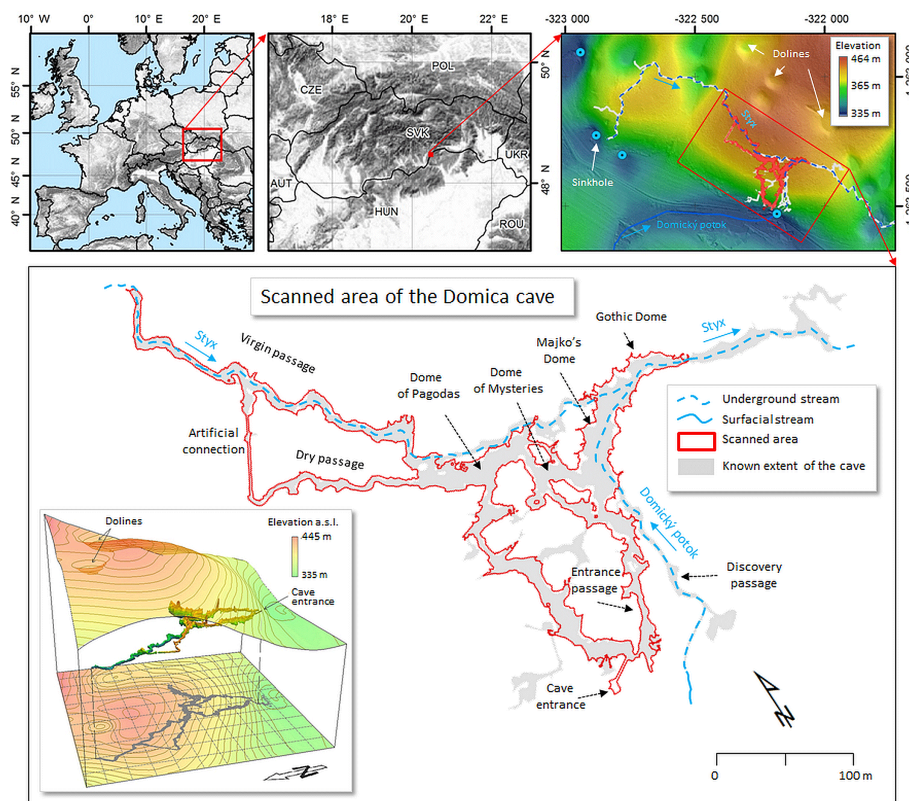 10° W 0° 10° E 20° E
18° E 20° E 22° E
-323 000 -322 500 -322 000
55° N
50° N
45° N
40° N
POL
CZE
SVK
UKR
AUT
HUN
ROU
50° N
48° N
Dolines
Elevation
464 m
365 m
335 m
Styx
Sinkhole
Domický potok
Scanned area of the Domica cave
Styx
Virgin passage
Artificial
connection
Dry passage
Dome
of Pagodas
Dome
of Mysteries
Majko's
Dome
Gothic Dome
Styx
Underground stream
Surfacial stream
Scanned area
Known extent of the cave
Domický potok
Discovery
passage
Entrance
passage
Cave
entrance
Dolines
Elevation a.s.l.
445 m
335 m
Cave
entrance
N
N
0 100 m